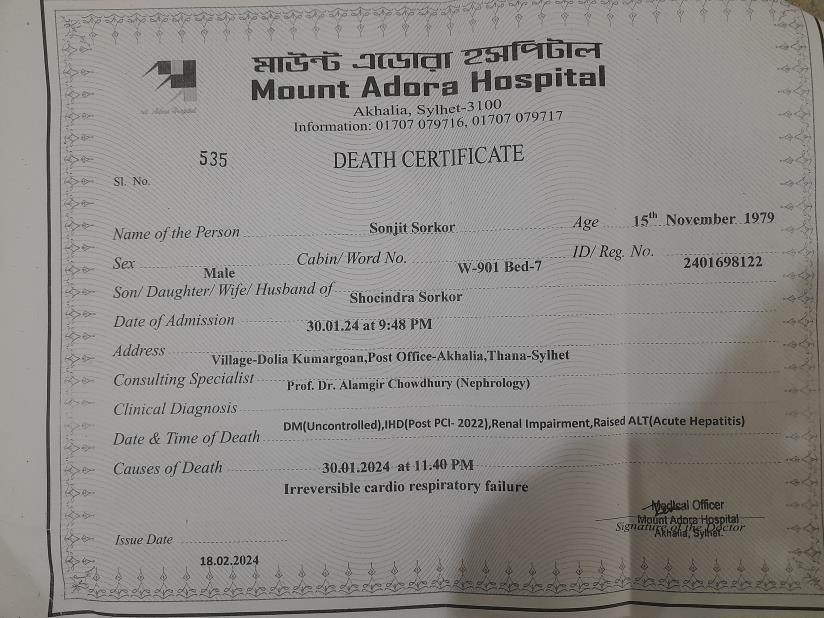 মাউন্ট এডোরা হসপিটাল
Mount Adora Hospital
Akhalia, Sylhet-3100
Information: 01707 079716, 01707 079717
Mount Adora Hospital
535
DEATH CERTIFICATE
Sl. No.
Name of the Person Sonjit Sorkor Age 15th November 1979
Sex Male Cabin/ Word No. W-901 Bed-7 ID/ Reg. No. 2401698122
Son/ Daughter/ Wife/ Husband of Shocindra Sorkor
Date of Admission 30.01.24 at 9:48 PM
Address Village-Dolia Kumargoan,Post Office-Akhalia,Thana-Sylhet
Consulting Specialist Prof. Dr. Alamgir Chowdhury (Nephrology)
Clinical Diagnosis DM(Uncontrolled),IHD(Post PCI- 2022),Renal Impairment,Raised ALT(Acute Hepatitis)
Date & Time of Death 30.01.2024 at 11.40 PM
Causes of Death Irreversible cardio respiratory failure
Medical Officer
Mount Adora Hospital
Signature of the Doctor
Akhalia, Sylhet.
Issue Date 18.02.2024